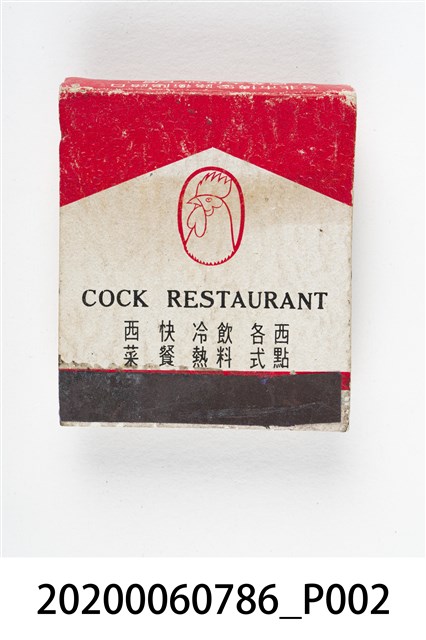 COCK RESTAURANT
西菜
快餐
冷熱
飲料
各式
西點
20200060786_P002